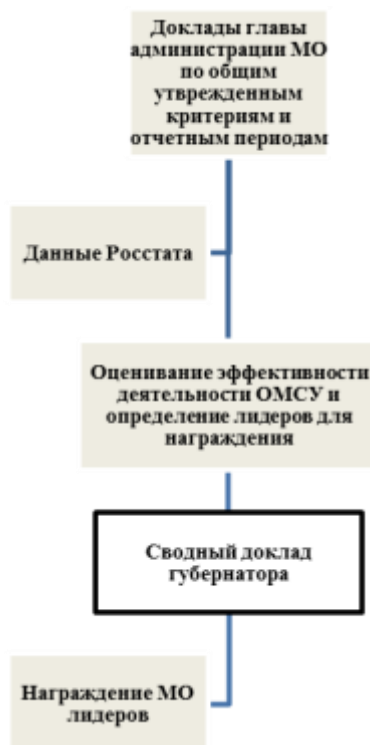 Доклады главы
администрации МО
по общим
утврежденным
критериям и
отчетным периодам
Данные Росстата
Оценивание эффективности
деятельности ОМСУ и
определение лидеров для
награждения
Сводный доклад
губернатора
Награждение МО
лидеров